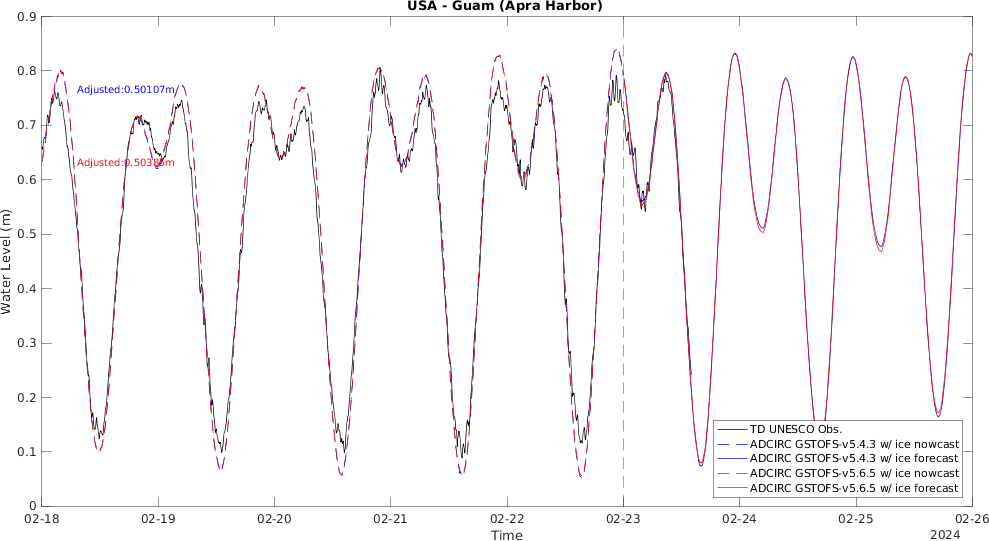 USA - Guam (Apra Harbor)
0.9
0.8
0.7
0.6
0.5
0.4
0.3
0.2
0.1
0
Water Level (m)
Adjusted:0.50107m
TD UNESCO Obs.
ADCIRC GSTOFS-v5.4.3 w/ ice nowcast
ADCIRC GSTOFS-v5.4.3 w/ ice forecast
ADCIRC GSTOFS-v5.6.5 w/ ice nowcast
ADCIRC GSTOFS-v5.6.5 w/ ice forecast
02-18 02-19 02-20 02-21 02-22 02-23 02-24 02-25 02-26
Time
2024